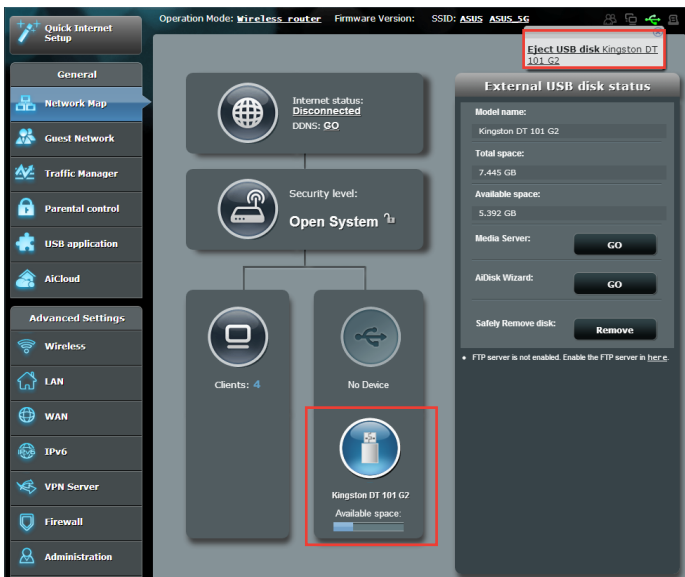 Quick Internet
Setup
Operation Mode: Wireless router Firmware Version: SSID: ASUS ASUS_5G
Eject USB disk Kingston DT
101 G2
General
Network Map
Guest Network
Traffic Manager
Parental control
USB application
AiCloud
Advanced Settings
Wireless
LAN
WAN
IPv6
IPv6
VPN Server
Firewall
Administration
Internet status:
Disconnected
DDNS: GO
Security level:
Open System
Clients: 4
No Device
Kingston DT 101 G2
Available space:
External USB disk status
Model name:
Kingston DT 101 G2
Total space:
7.445 GB
Available space:
5.392 GB
Media Server: GO
AiDisk Wizard: GO
Safely Remove disk: Remove
• FTP server is not enabled. Enable the FTP server in here.